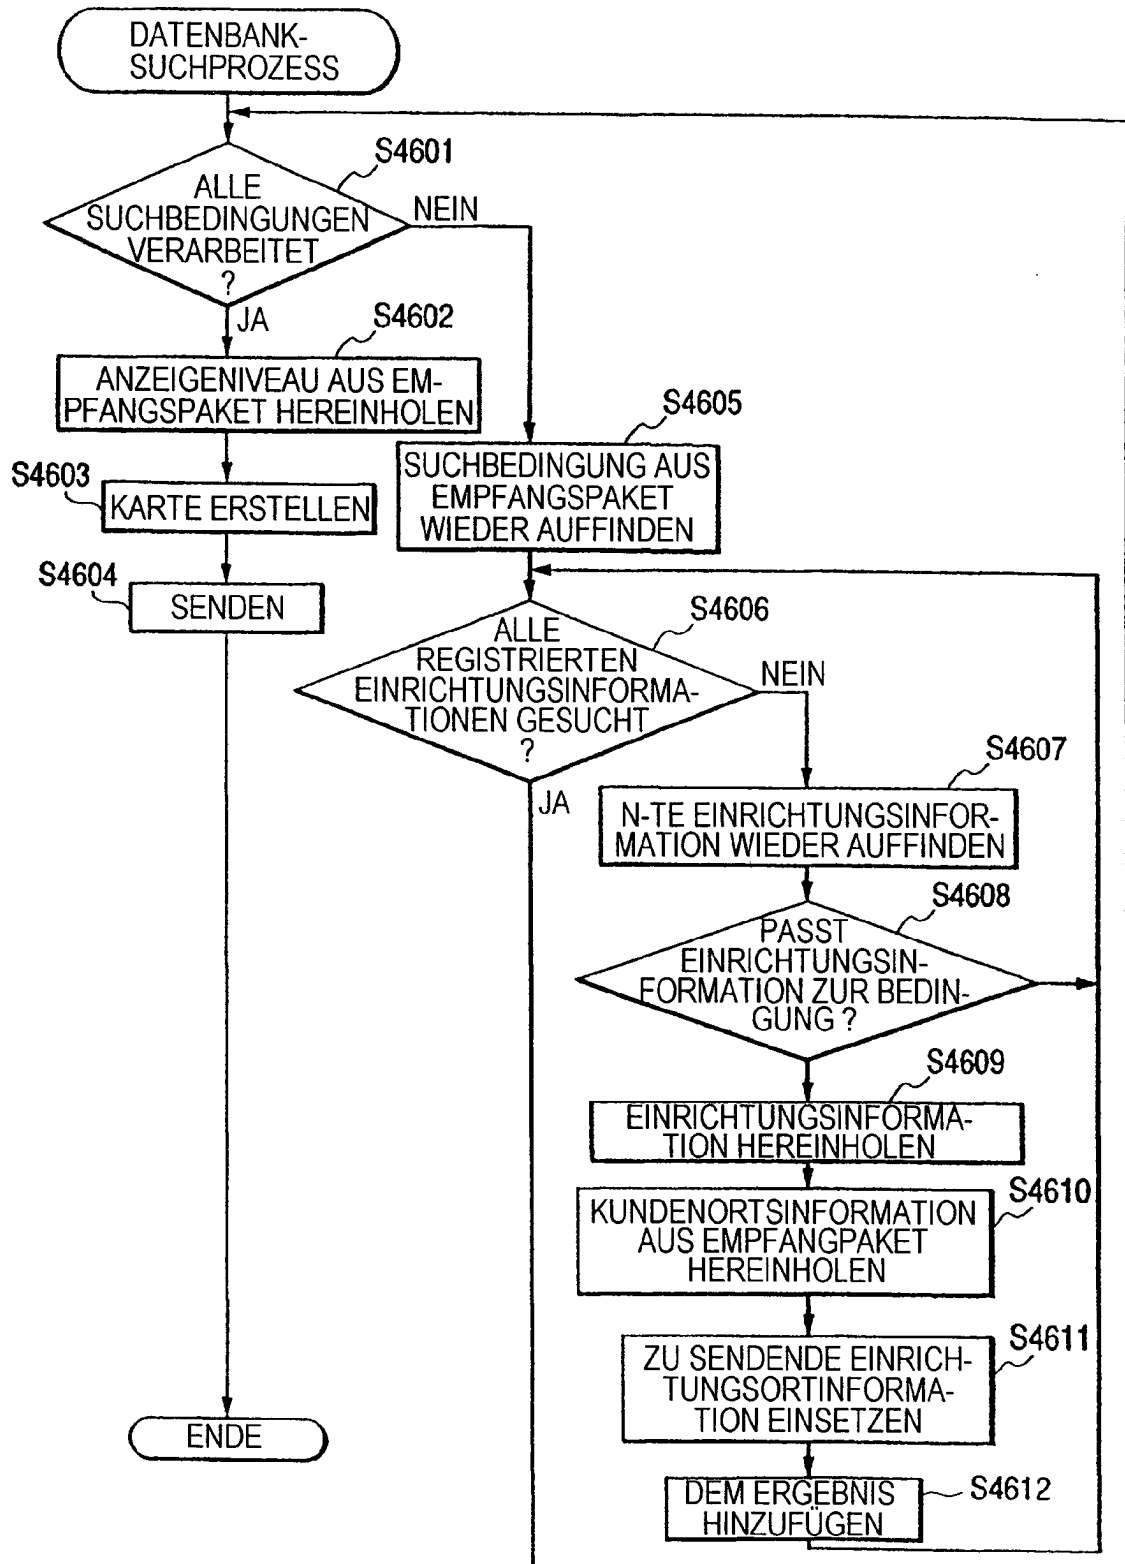 DATENBANK-
SUCHPROZESS
S4601
ALLE
SUCHBEDINGUNGEN
VERARBEITET
?
NEIN
JA
S4602
ANZEIGENIVEAU AUS EM-
PFANGSPAKET HEREINHOLEN
S4603
KARTE ERSTELLEN
S4604
SENDEN
S4605
SUCHBEDINGUNG AUS
EMPFANGSPAKET
WIEDER AUFFINDEN
S4606
ALLE
REGISTRIERTEN
EINRICHTUNGSINFORMA-
TIONEN GESUCHT
?
NEIN
JA
S4607
N-TE EINRICHTUNGSINFOR-
MATION WIEDER AUFFINDEN
S4608
PASST
EINRICHTUNGSIN-
FORMATION ZUR BEDIN-
GUNG ?
S4609
EINRICHTUNGSINFORMA-
TION HEREINHOLEN
S4610
KUNDENORTSINFORMATION
AUS EMPFANGPAKET
HEREINHOLEN
S4611
ZU SENDENDE EINRICH-
TUNGSORTINFORMA-
TION EINSETZEN
S4612
DEM ERGEBNIS
HINZUFÜGEN
ENDE